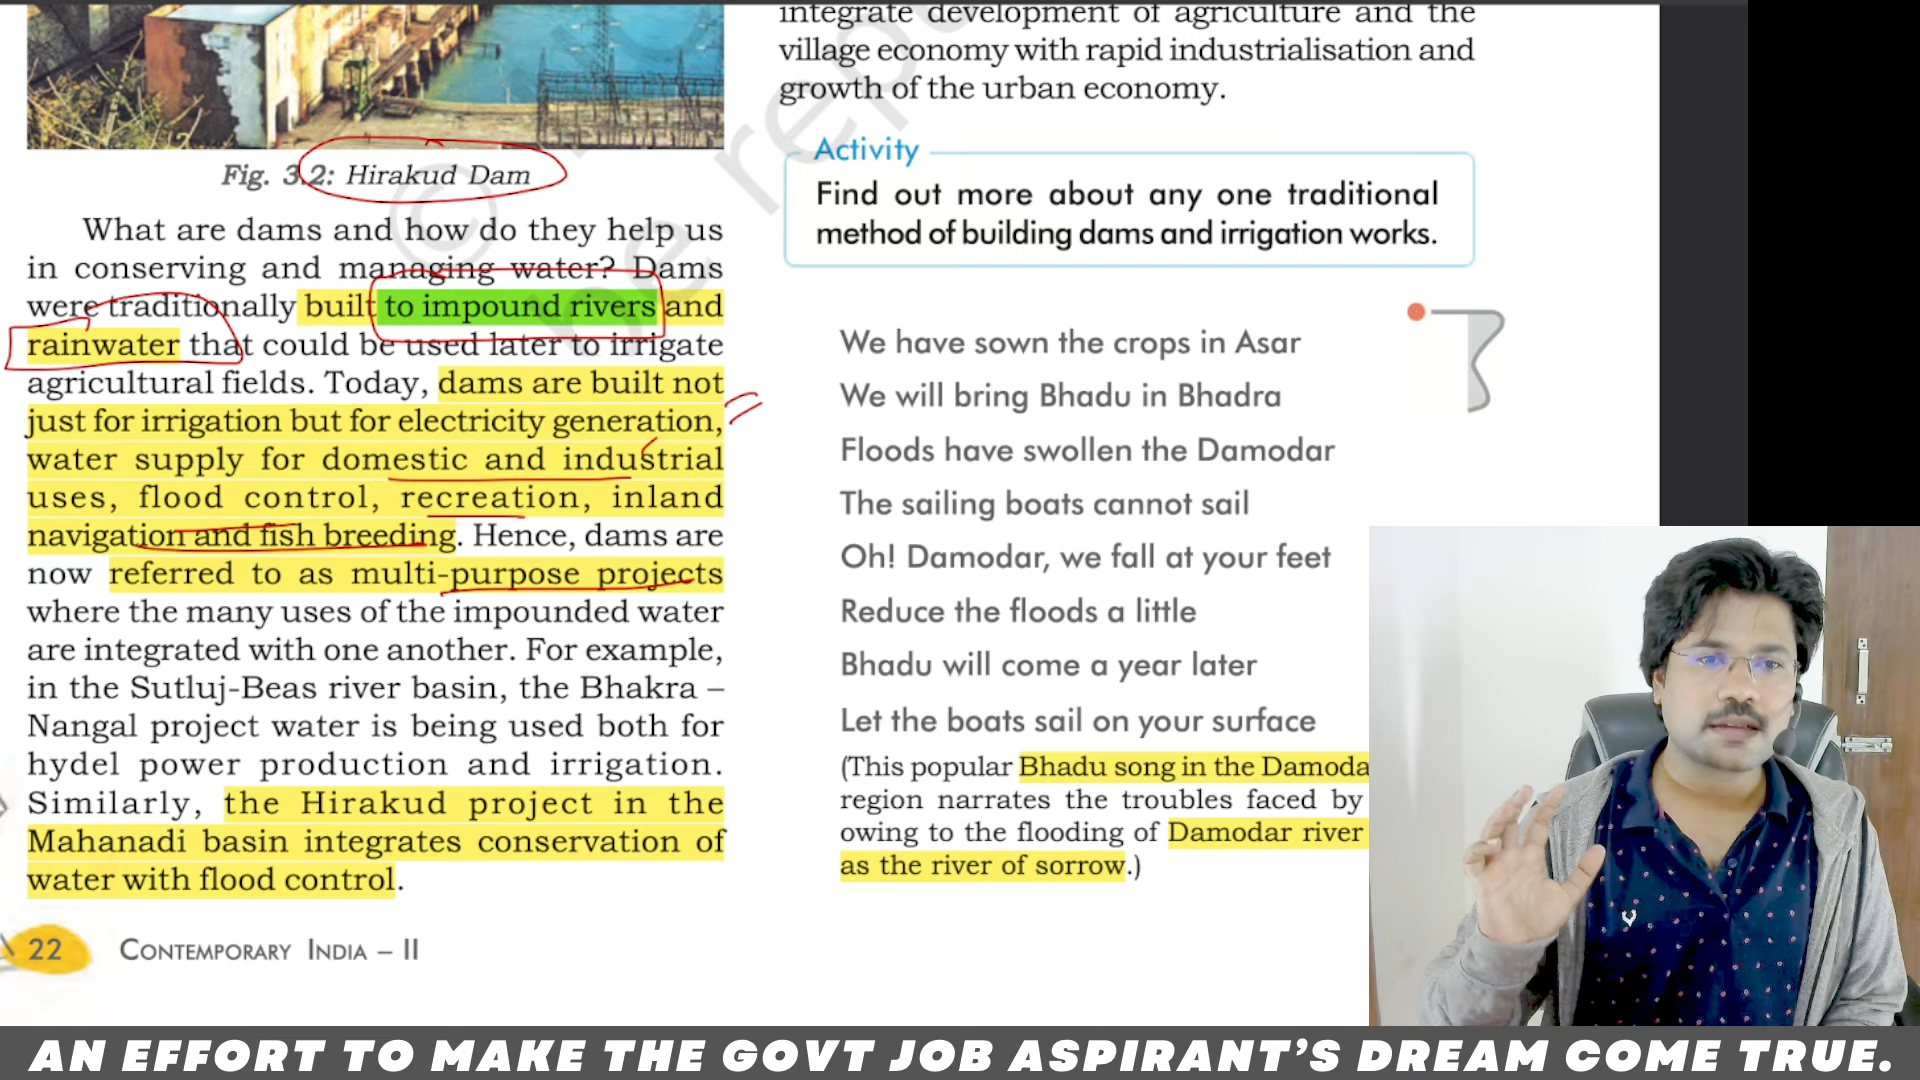 Fig. 3.2: Hirakud Dam
What are dams and how do they help us
in conserving and managing water? Dams
were traditionally built to impound rivers and
rainwater that could be used later to irrigate
agricultural fields. Today, dams are built not
just for irrigation but for electricity generation,
water supply for domestic and industrial
uses, flood control, recreation, inland
navigation and fish breeding. Hence, dams are
now referred to as multi-purpose projects
where the many uses of the impounded water
are integrated with one another. For example,
in the Sutluj-Beas river basin, the Bhakra –
Nangal project water is being used both for
hydel power production and irrigation.
Similarly, the Hirakud project in the
Mahanadi basin integrates conservation of
water with flood control.
22 CONTEMPORARY INDIA – II
integrate development of agriculture and the
village economy with rapid industrialisation and
growth of the urban economy.
Activity
Find out more about any one traditional
method of building dams and irrigation works.
We have sown the crops in Asar
We will bring Bhadu in Bhadra
Floods have swollen the Damodar
The sailing boats cannot sail
Oh! Damodar, we fall at your feet
Reduce the floods a little
Bhadu will come a year later
Let the boats sail on your surface
(This popular Bhadu song in the
region narrates the troubles faced by
owing to the flooding of Damodar river
as the river of sorrow.)
© be rep
AN EFFORT TO MAKE THE GOVT JOB ASPIRANT'S DREAM COME TRUE.